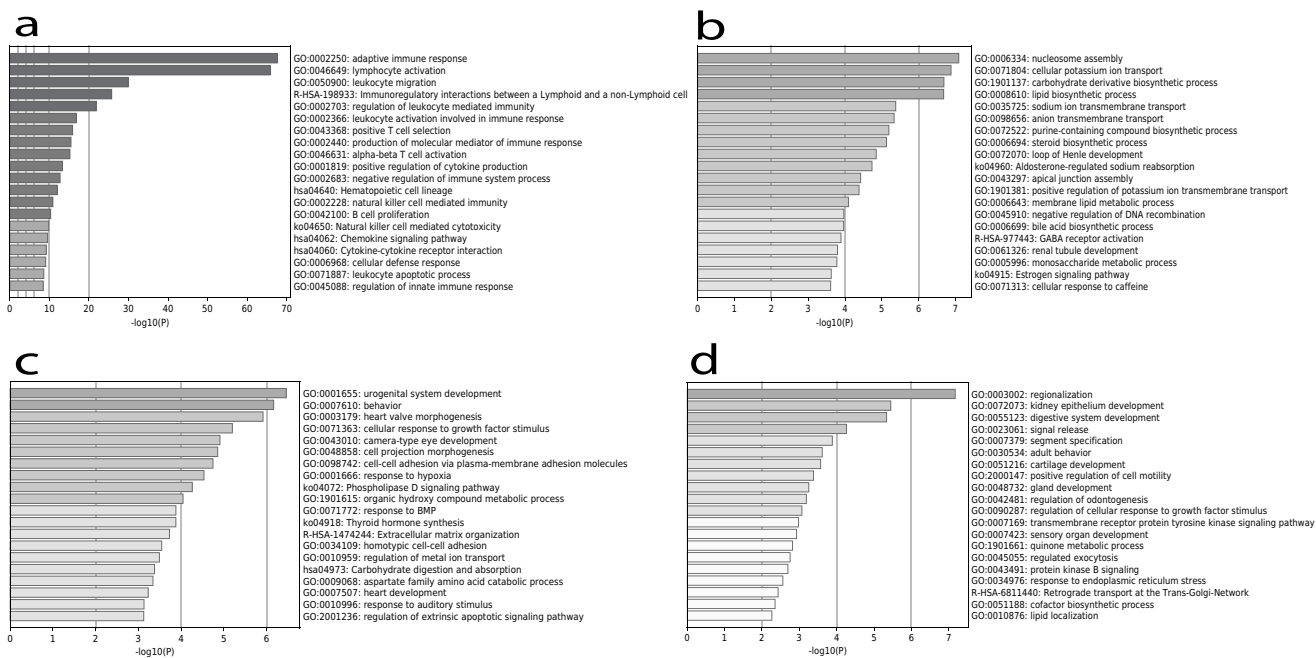 a
GO:0002250: adaptive immune response
GO:0046649: lymphocyte activation
GO:0050900: leukocyte migration
R-HSA-198933: Immunoregulatory interactions between a Lymphoid and a non-Lymphoid cell
GO:0002703: regulation of leukocyte mediated immunity
GO:0002366: leukocyte activation involved in immune response
GO:0043368: positive T cell selection
GO:0002440: production of molecular mediator of immune response
GO:0046631: alpha-beta T cell activation
GO:0001819: positive regulation of cytokine production
GO:0002683: negative regulation of immune system process
hsa04640: Hematopoietic cell lineage
GO:0002228: natural killer cell mediated immunity
GO:0042100: B cell proliferation
ko04650: Natural killer cell mediated cytotoxicity
hsa04062: Chemokine signaling pathway
hsa04060: Cytokine-cytokine receptor interaction
GO:0006968: cellular defense response
GO:0071887: leukocyte apoptotic process
GO:0045088: regulation of innate immune response
0 10 20 30 40 50 60 70
-log10(P)
b
GO:0006334: nucleosome assembly
GO:0071804: cellular potassium ion transport
GO:1901137: carbohydrate derivative biosynthetic process
GO:0008610: lipid biosynthetic process
GO:0035725: sodium ion transmembrane transport
GO:0098656: anion transmembrane transport
GO:0072522: purine-containing compound biosynthetic process
GO:0006694: steroid biosynthetic process
GO:0072070: loop of Henle development
ko04960: Aldosterone-regulated sodium reabsorption
GO:0043297: apical junction assembly
GO:1901381: positive regulation of potassium ion transmembrane transport
GO:0006643: membrane lipid metabolic process
GO:0045910: negative regulation of DNA recombination
GO:0006699: bile acid biosynthetic process
R-HSA-977443: GABA receptor activation
GO:0061326: renal tubule development
GO:0005996: monosaccharide metabolic process
ko04915: Estrogen signaling pathway
GO:0071313: cellular response to caffeine
0 1 2 3 4 5 6 7
-log10(P)
c
GO:0001655: urogenital system development
GO:0007610: behavior
GO:0003179: heart valve morphogenesis
GO:0071363: cellular response to growth factor stimulus
GO:0043010: camera-type eye development
GO:0048858: cell projection morphogenesis
GO:0098742: cell-cell adhesion via plasma-membrane adhesion molecules
GO:0001666: response to hypoxia
ko04072: Phospholipase D signaling pathway
GO:1901615: organic hydroxy compound metabolic process
GO:0071772: response to BMP
ko04918: Thyroid hormone synthesis
R-HSA-1474244: Extracellular matrix organization
GO:0034109: homotypic cell-cell adhesion
GO:0010959: regulation of metal ion transport
hsa04973: Carbohydrate digestion and absorption
GO:0009068: aspartate family amino acid catabolic process
GO:0007507: heart development
GO:0010996: response to auditory stimulus
GO:2001236: regulation of extrinsic apoptotic signaling pathway
0 1 2 3 4 5 6
-log10(P)
d
GO:0003002: regionalization
GO:0072073: kidney epithelium development
GO:0055123: digestive system development
GO:0023061: signal release
GO:0007379: segment specification
GO:0030534: adult behavior
GO:0051216: cartilage development
GO:2000147: positive regulation of cell motility
GO:0048732: gland development
GO:0042481: regulation of odontogenesis
GO:0090287: regulation of cellular response to growth factor stimulus
GO:0007169: transmembrane receptor protein tyrosine kinase signaling pathway
GO:0007423: sensory organ development
GO:1901661: quinone metabolic process
GO:0045055: regulated exocytosis
GO:0043491: protein kinase B signaling
GO:0034976: response to endoplasmic reticulum stress
R-HSA-6811440: Retrograde transport at the Trans-Golgi-Network
GO:0051188: cofactor biosynthetic process
GO:0010876: lipid localization
0 1 2 3 4 5 6 7
-log10(P)